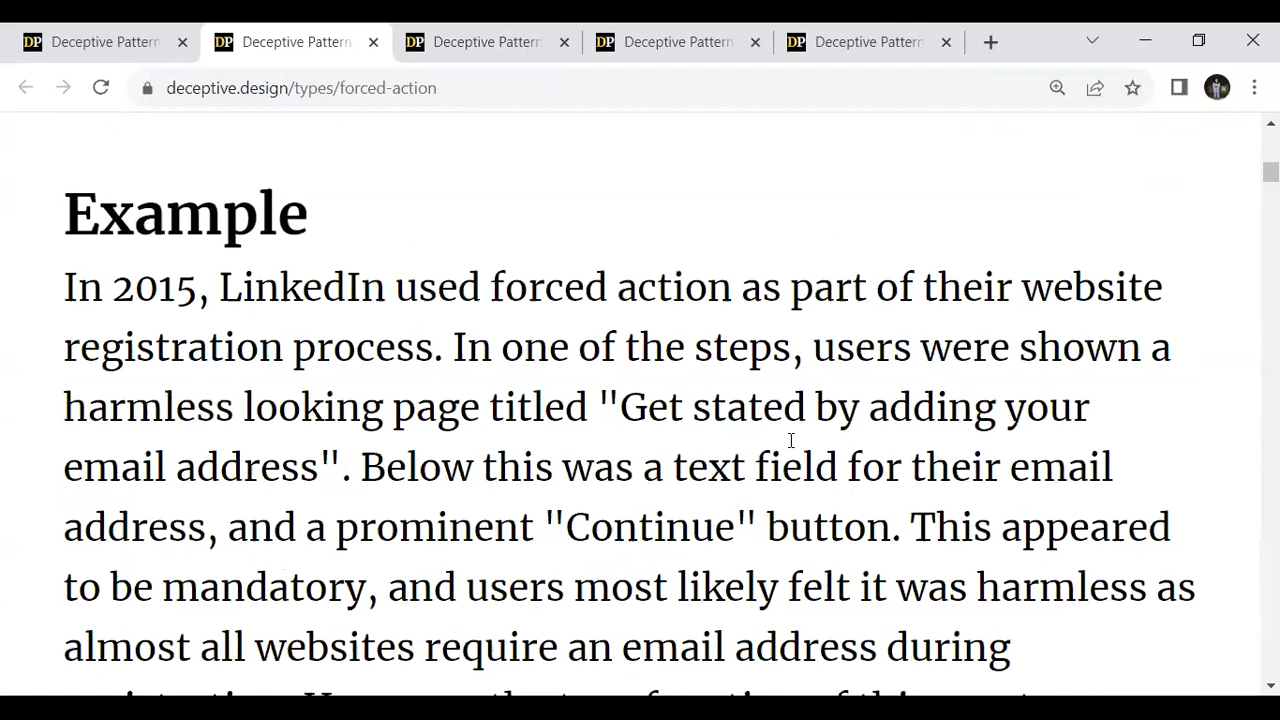 DP Deceptive Pattern DP Deceptive Pattern DP Deceptive Pattern DP Deceptive Pattern DP Deceptive Pattern
deceptive.design/types/forced-action
Example
In 2015, LinkedIn used forced action as part of their website
registration process. In one of the steps, users were shown a
harmless looking page titled "Get stated by adding your
email address". Below this was a text field for their email
address, and a prominent "Continue" button. This appeared
to be mandatory, and users most likely felt it was harmless as
almost all websites require an email address during